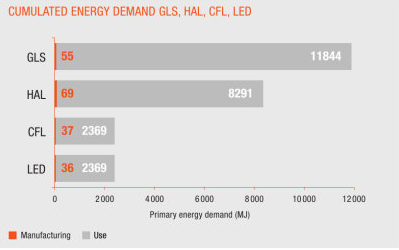 CUMULATED ENERGY DEMAND GLS, HAL, CFL, LED
GLS 55 11844
HAL 69 8291
CFL 37 2369
LED 36 2369
0 2000 4000 6000 8000 10000 12000
Primary energy demand (MJ)
Manufacturing Use